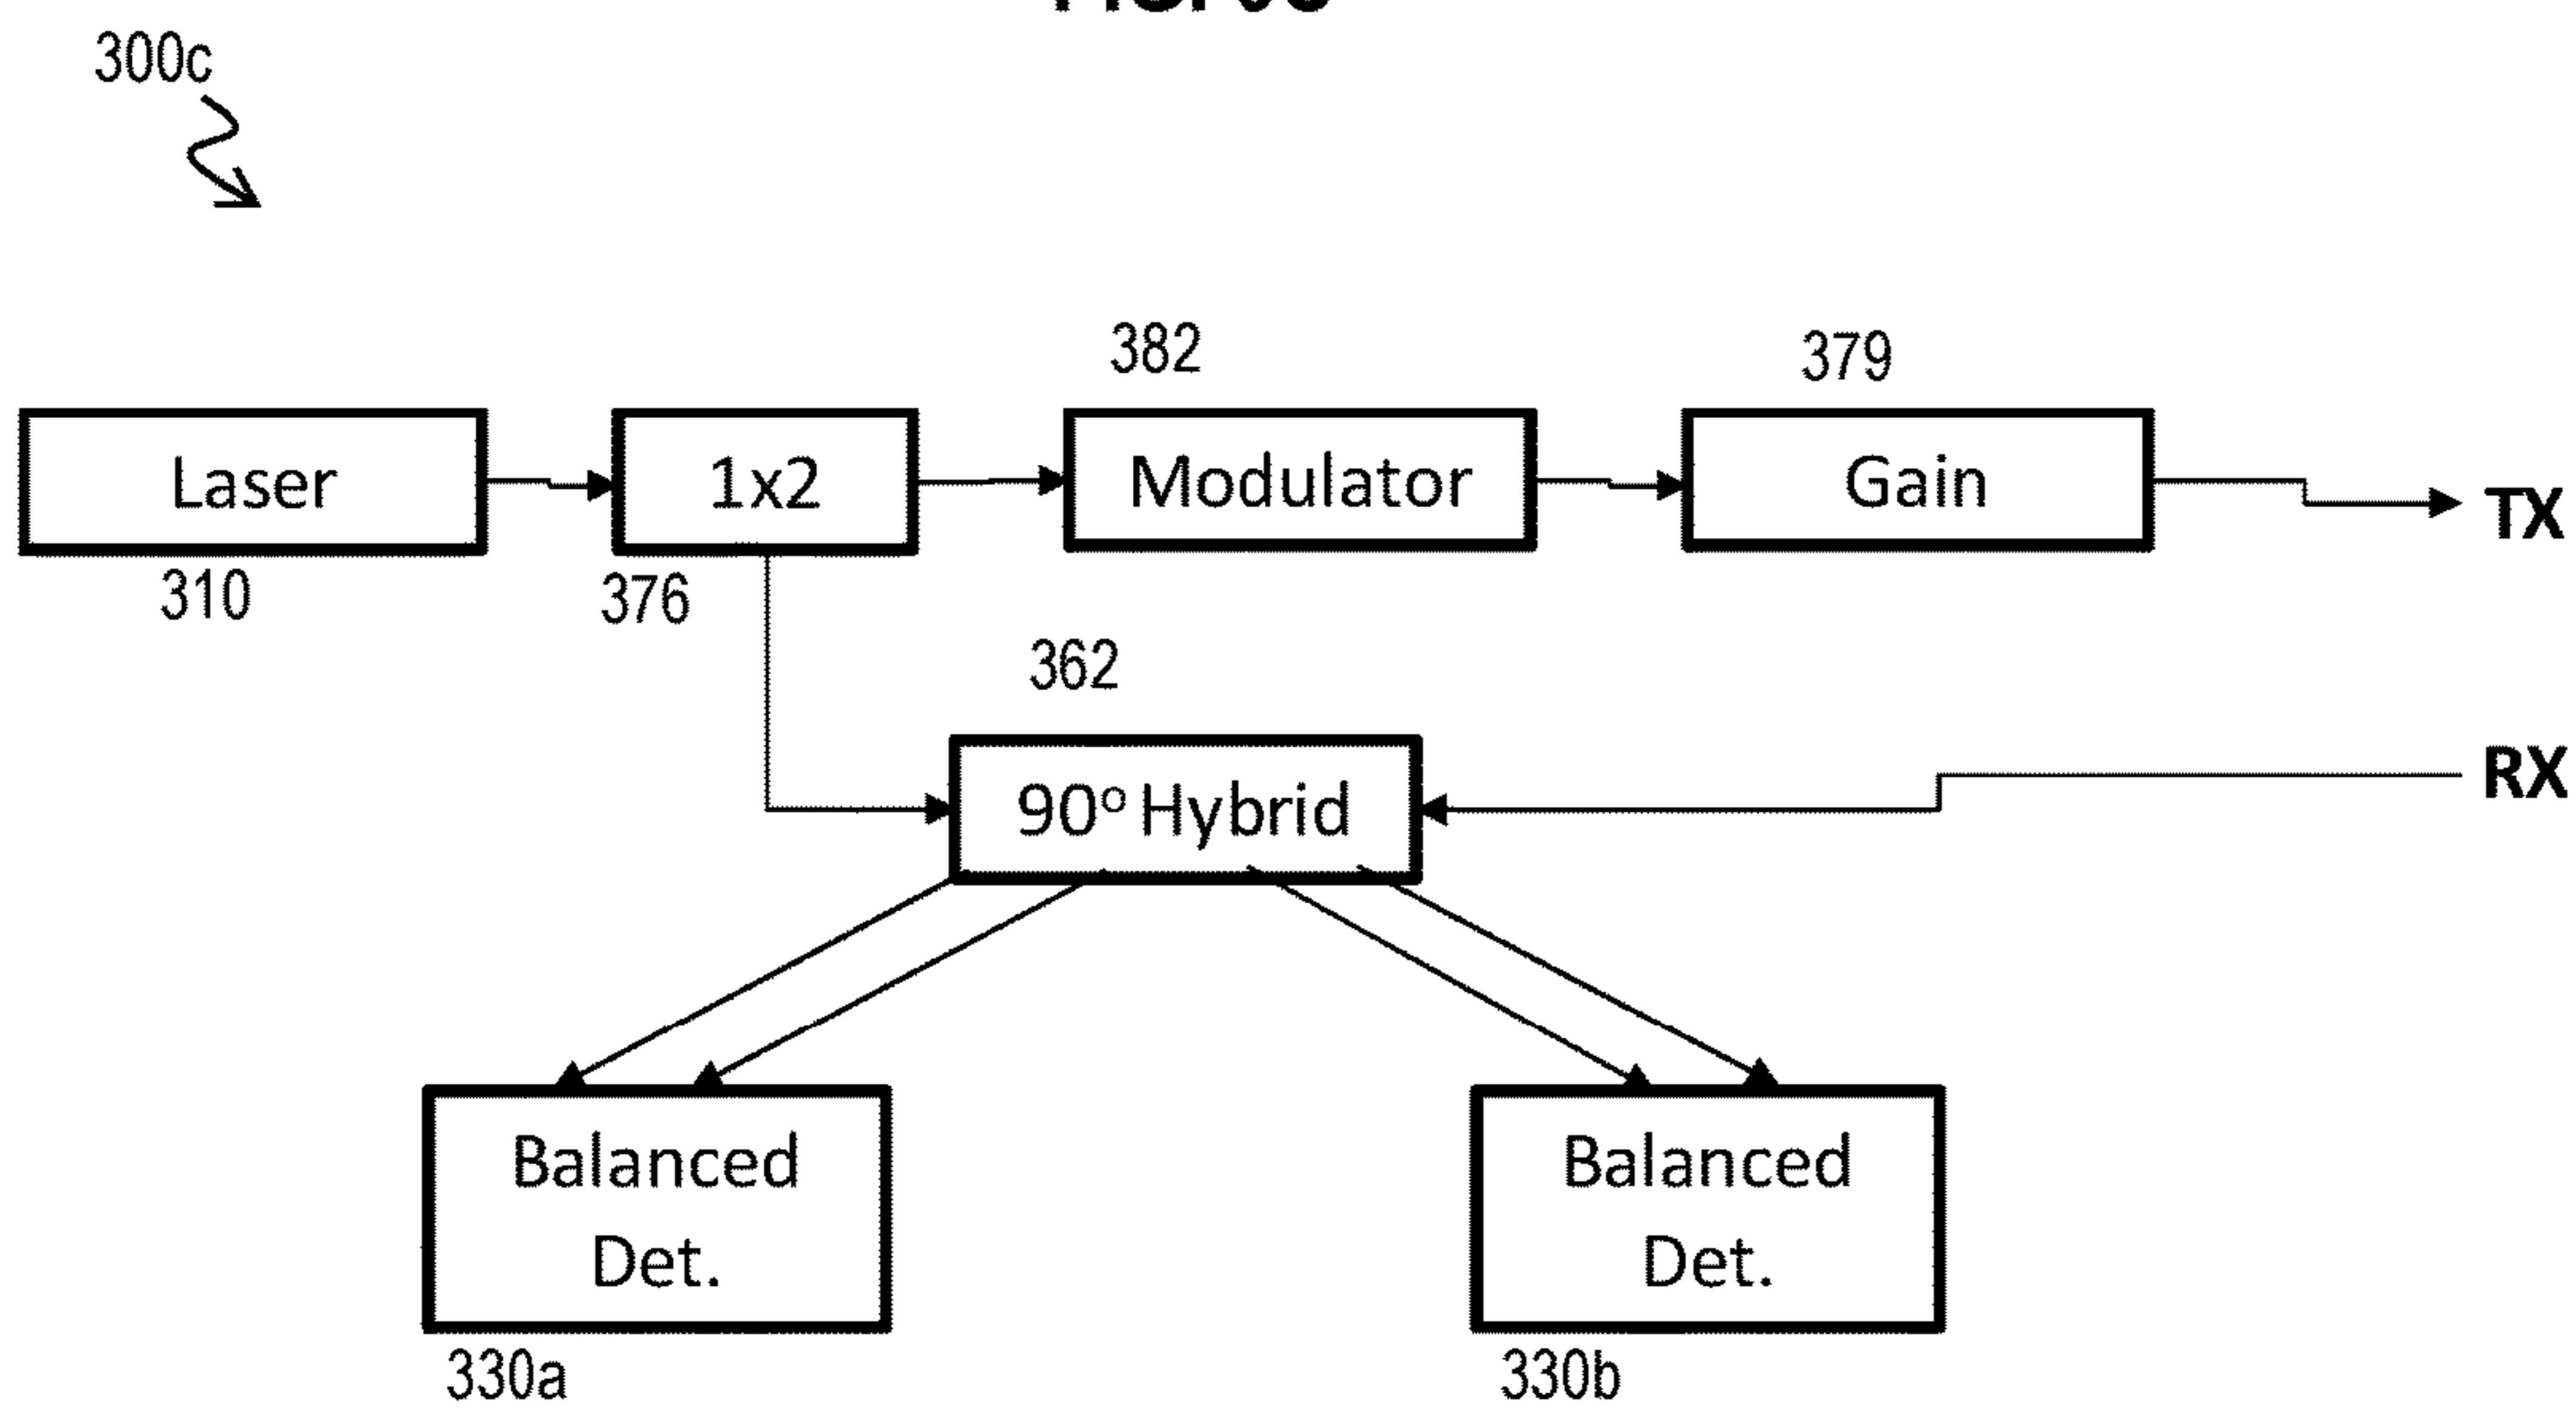 300c
382
379
Laser
1x2
Modulator
Gain
TX
310
376
362
90° Hybrid
RX
Balanced
Det.
Balanced
Det.
330a
330b